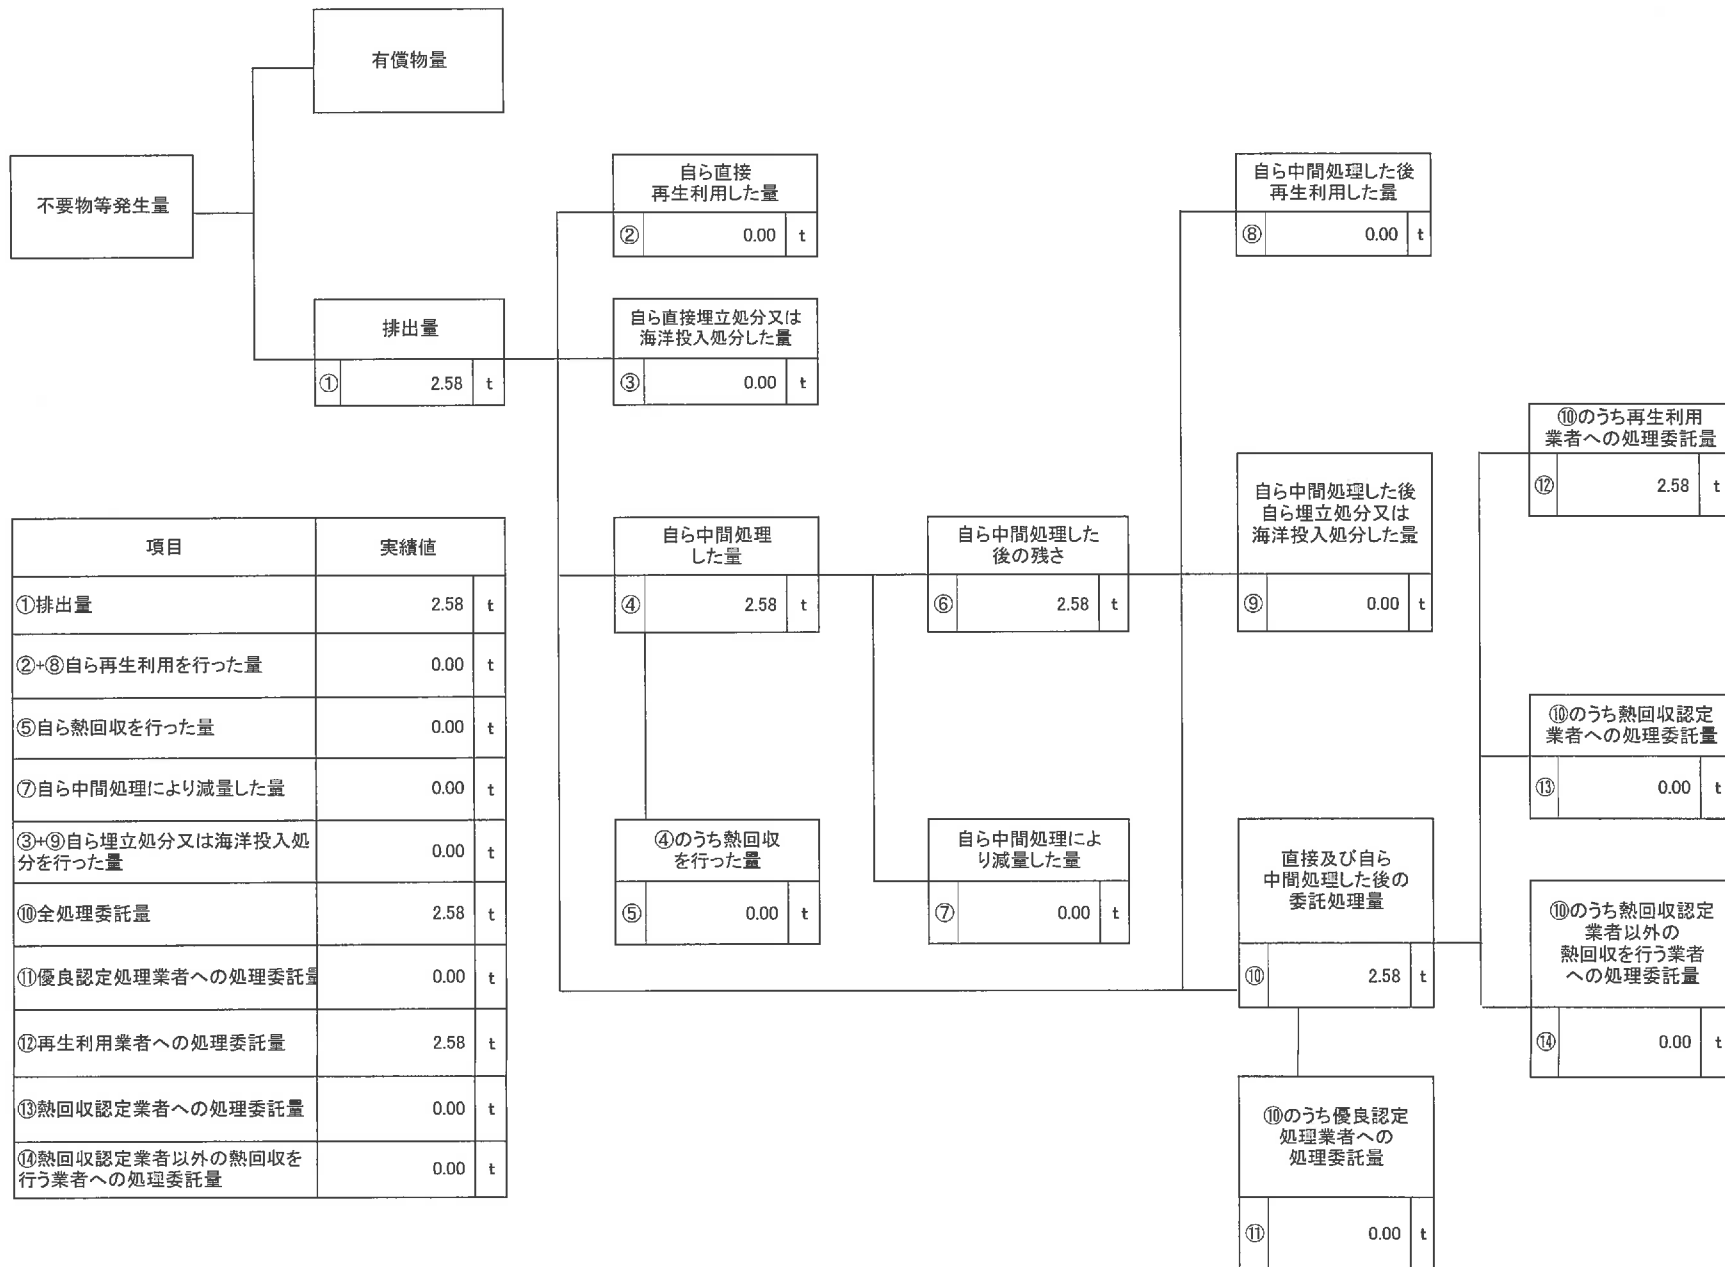 有償物量
不要物等発生量
排出量
① 2.58 t
自ら直接
再生利用した量
② 0.00 t
自ら直接埋立処分又は
海洋投入処分した量
③ 0.00 t
自ら中間処理
した量
④ 2.58 t
④のうち熱回収
を行った量
⑤ 0.00 t
自ら中間処理した
後の残さ
⑥ 2.58 t
自ら中間処理によ
り減量した量
⑦ 0.00 t
自ら中間処理した後
再生利用した量
⑧ 0.00 t
自ら中間処理した後
自ら埋立処分又は
海洋投入処分した量
⑨ 0.00 t
直接及び自ら
中間処理した後の
委託処理量
⑩ 2.58 t
⑩のうち優良認定
処理業者への
処理委託量
⑪ 0.00 t
⑩のうち再生利用
業者への処理委託量
⑫ 2.58 t
⑩のうち熱回収認定
業者への処理委託量
⑬ 0.00 t
⑩のうち熱回収認定
業者以外の
熱回収を行う業者
への処理委託量
⑭ 0.00 t
項目 実績値
①排出量 2.58 t
②+⑧自ら再生利用を行った量 0.00 t
⑤自ら熱回収を行った量 0.00 t
⑦自ら中間処理により減量した量 0.00 t
③+⑨自ら埋立処分又は海洋投入処
分を行った量 0.00 t
⑩全処理委託量 2.58 t
⑪優良認定処理業者への処理委託量 0.00 t
⑫再生利用業者への処理委託量 2.58 t
⑬熱回収認定業者への処理委託量 0.00 t
⑭熱回収認定業者以外の熱回収を
行う業者への処理委託量 0.00 t